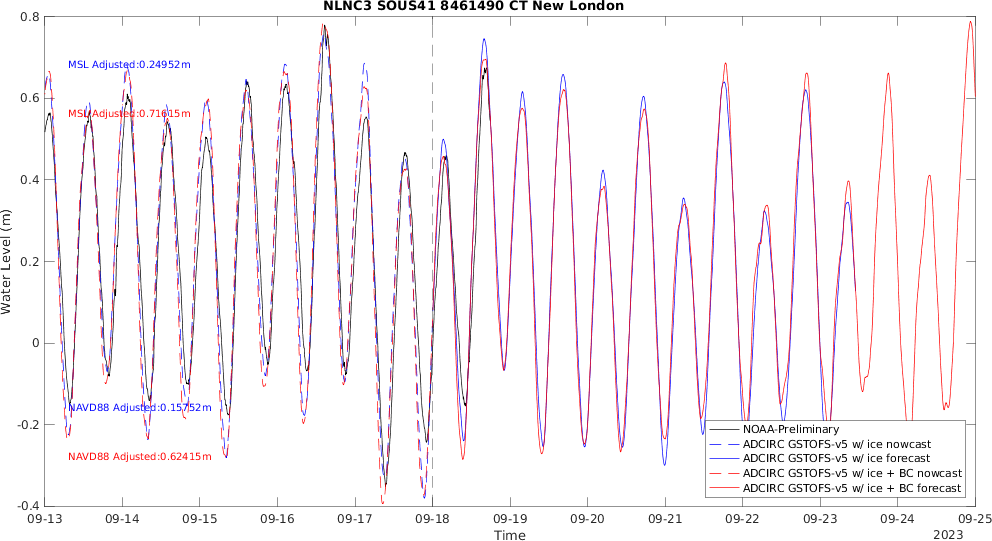 NLNC3 SOUS41 8461490 CT New London
0.8
MSL Adjusted:0.24952m
0.6
MSL Adjusted:0.71615m
0.4
0.2
Water Level (m)
0
NAVD88 Adjusted:0.15752m
-0.2
NOAA-Preliminary
ADCIRC GSTOFS-v5 w/ ice nowcast
NAVD88 Adjusted:0.62415m
ADCIRC GSTOFS-v5 w/ ice forecast
ADCIRC GSTOFS-v5 w/ ice + BC nowcast
ADCIRC GSTOFS-v5 w/ ice + BC forecast
-0.4
09-13 09-14 09-15 09-16 09-17 09-18 09-19 09-20 09-21 09-22 09-23 09-24 09-25
Time
2023